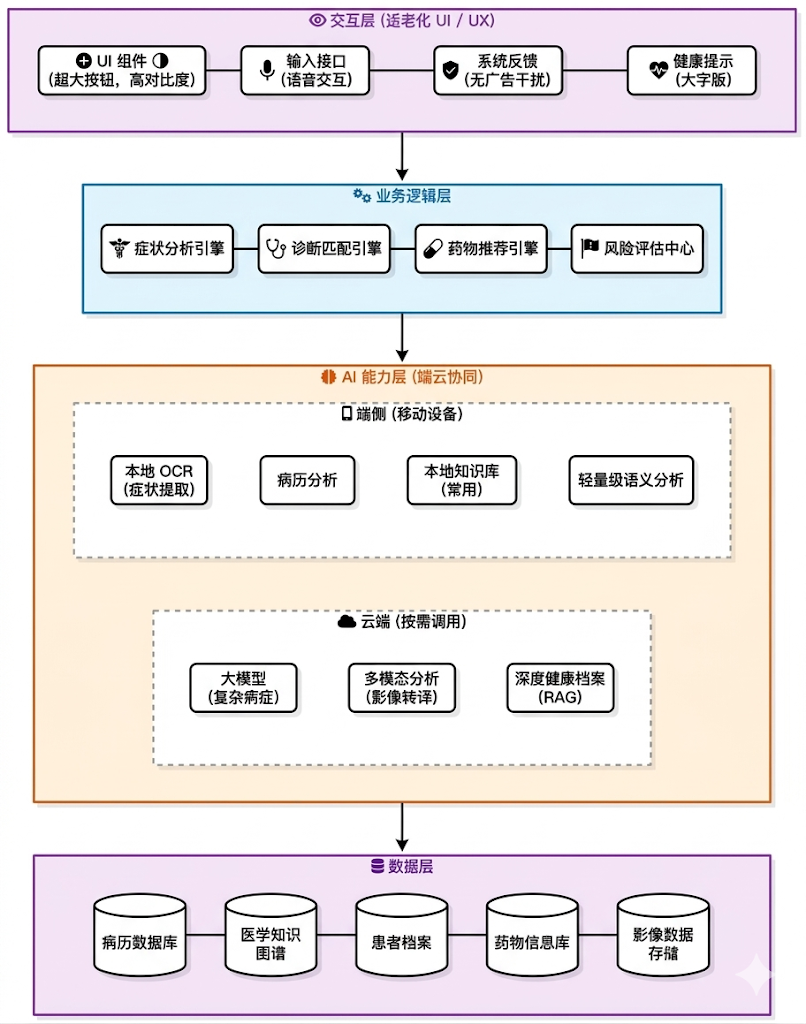 交互层 (适老化 UI / UX)
UI 组件
(超大按钮，高对比度)
输入接口
(语音交互)
系统反馈
(无广告干扰)
健康提示
(大字版)
业务逻辑层
症状分析引擎
诊断匹配引擎
药物推荐引擎
风险评估中心
AI 能力层 (端云协同)
端侧 (移动设备)
本地 OCR
(症状提取)
病历分析
本地知识库
(常用)
轻量级语义分析
云端 (按需调用)
大模型
(复杂病症)
多模态分析
(影像转译)
深度健康档案
(RAG)
数据层
病历数据库
医学知识
图谱
患者档案
药物信息库
影像数据
存储